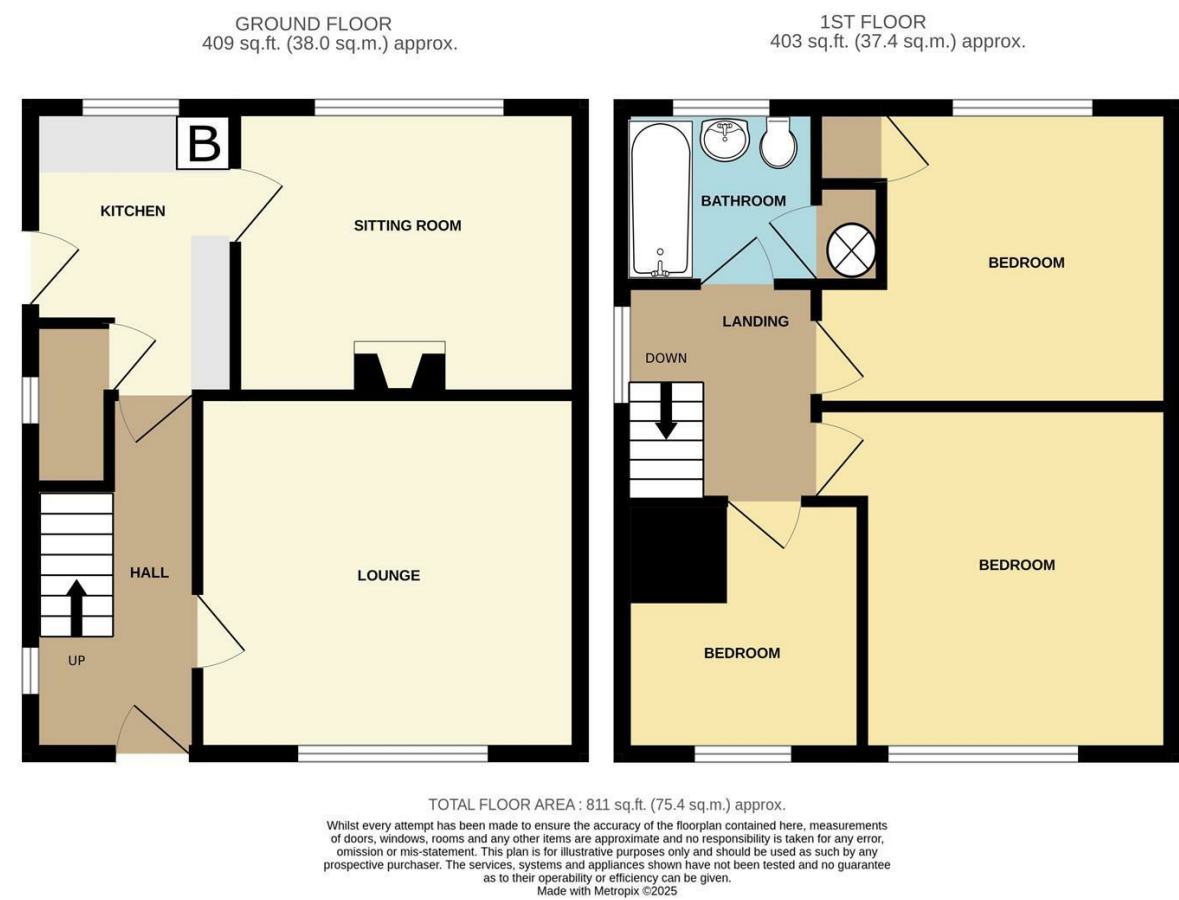 GROUND FLOOR
409 sq.ft. (38.0 sq.m.) approx.
1ST FLOOR
403 sq.ft. (37.4 sq.m.) approx.
B
KITCHEN
SITTING ROOM
HALL
LOUNGE
UP
BATHROOM
BEDROOM
LANDING
DOWN
BEDROOM
BEDROOM
TOTAL FLOOR AREA : 811 sq.ft. (75.4 sq.m.) approx.
Whilst every attempt has been made to ensure the accuracy of the floorplan contained here, measurements
of doors, windows, rooms and any other items are approximate and no responsibility is taken for any error,
omission or mis-statement. This plan is for illustrative purposes only and should be used as such by any
prospective purchaser. The services, systems and appliances shown have not been tested and no guarantee
as to their operability or efficiency can be given.
Made with Metropix ©2025